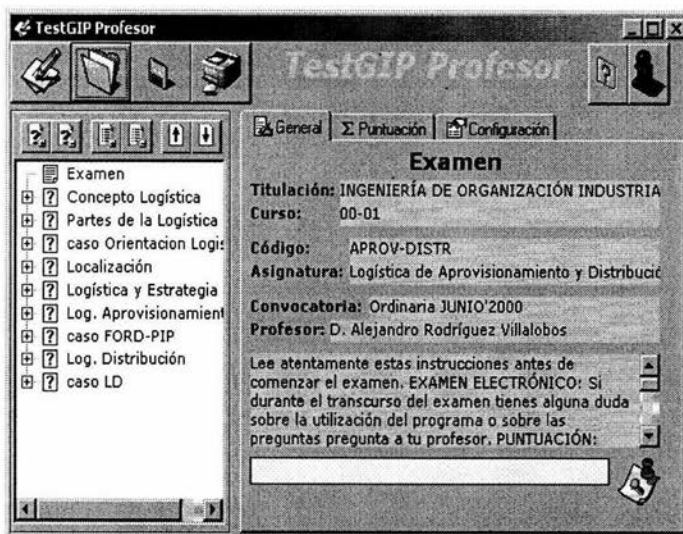 TestGIP Profesor
TestGIP Profesor
General
Σ Puntuación
Configuración
Examen
Concepto Logística
Partes de la Logística
caso Orientacion Logis
Localización
Logística y Estrategia
Log. Aprovisionamient
caso FORD-PIP
Log. Distribución
caso LD
Examen
Titulación: INGENIERÍA DE ORGANIZACIÓN INDUSTRIA
Curso: 00-01
Código: APROV-DISTR
Asignatura: Logística de Aprovisionamiento y Distribució
Convocatoria: Ordinaria JUNIO'2000
Profesor: D. Alejandro Rodríguez Villalobos
Lee atentamente estas instrucciones antes de
comenzar el examen. EXAMEN ELECTRÓNICO: Si
durante el transcurso del examen tienes alguna duda
sobre la utilización del programa o sobre las
preguntas pregunta a tu profesor. PUNTUACIÓN: